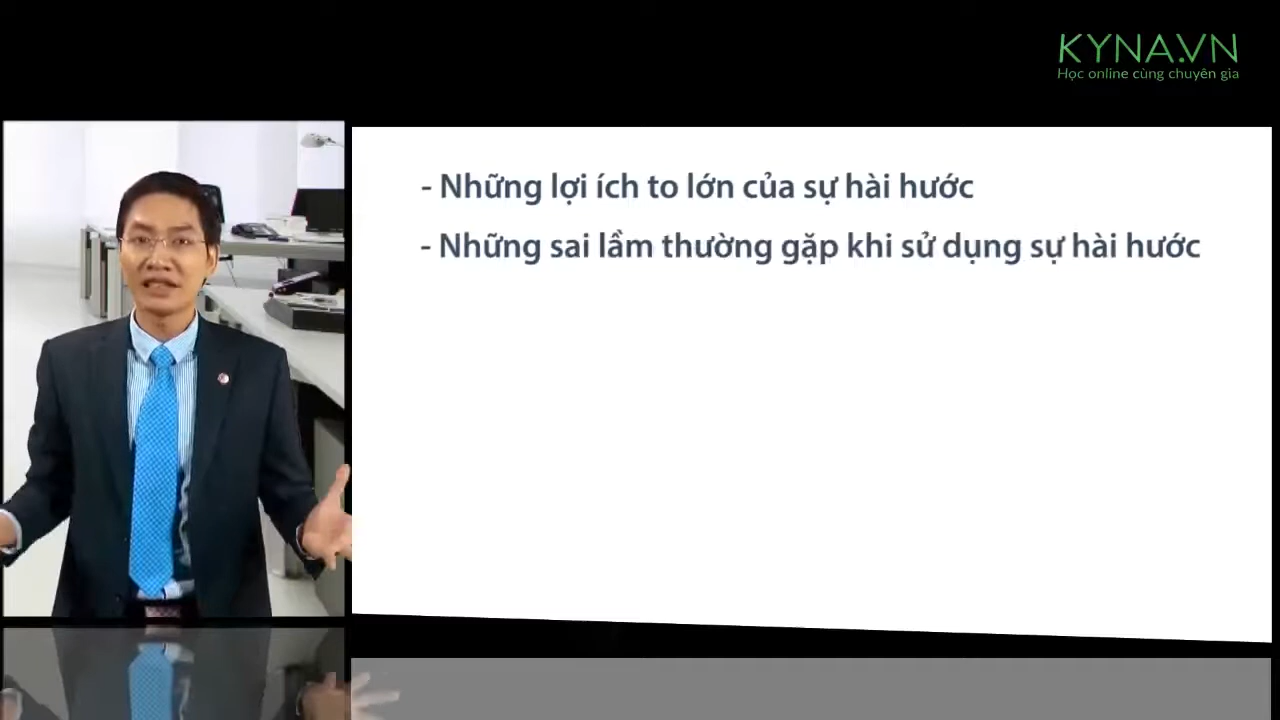 KYNA.VN
Học online cùng chuyên gia
- Những lợi ích to lớn của sự hài hước
- Những sai lầm thường gặp khi sử dụng sự hài hước